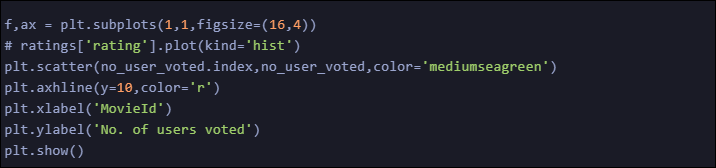 f,ax = plt.subplots(1,1,figsize=(16,4))
# ratings['rating'].plot(kind='hist')
plt.scatter(no_user_voted.index,no_user_voted,color='mediumseagreen')
plt.axhline(y=10,color='r')
plt.xlabel('MovieId')
plt.ylabel('No. of users voted')
plt.show()